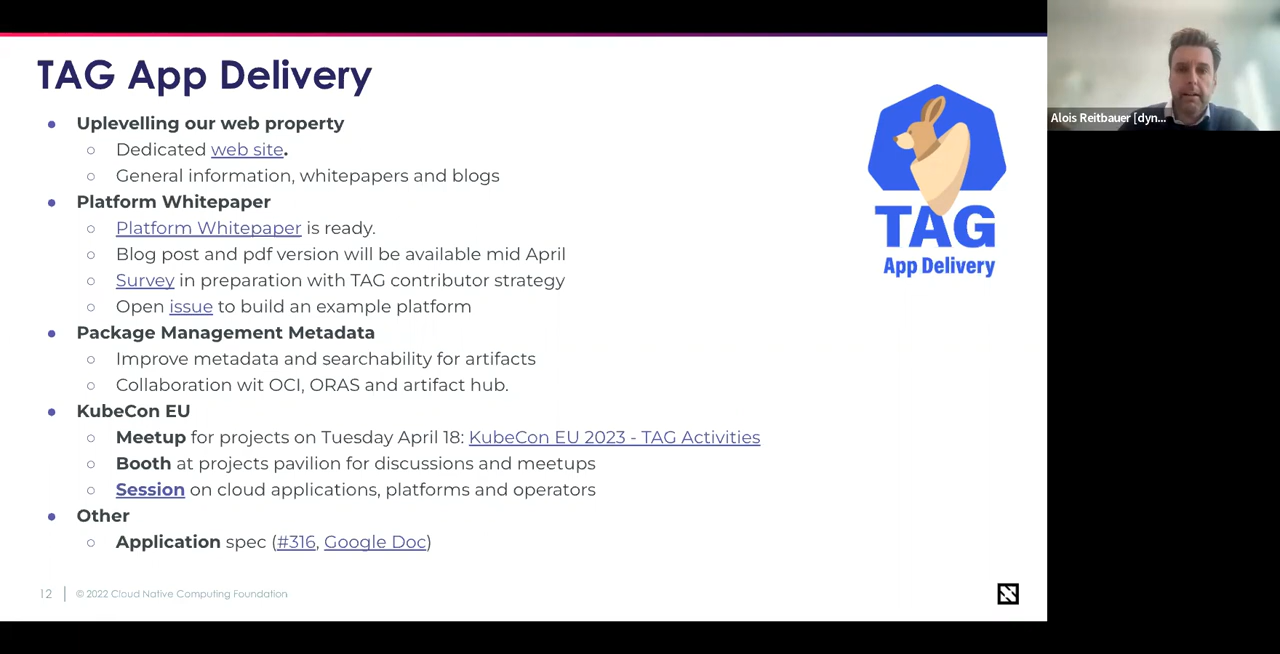 TAG App Delivery
Alois Reitbauer [dyn...
● Uplevelling our web property
○ Dedicated web site.
○ General information, whitepapers and blogs
● Platform Whitepaper
○ Platform Whitepaper is ready.
○ Blog post and pdf version will be available mid April
○ Survey in preparation with TAG contributor strategy
○ Open issue to build an example platform
● Package Management Metadata
○ Improve metadata and searchability for artifacts
○ Collaboration wit OCI, ORAS and artifact hub.
● KubeCon EU
○ Meetup for projects on Tuesday April 18: KubeCon EU 2023 - TAG Activities
○ Booth at projects pavilion for discussions and meetups
○ Session on cloud applications, platforms and operators
● Other
○ Application spec (#316, Google Doc)
TAG
App Delivery
12 | © 2022 Cloud Native Computing Foundation